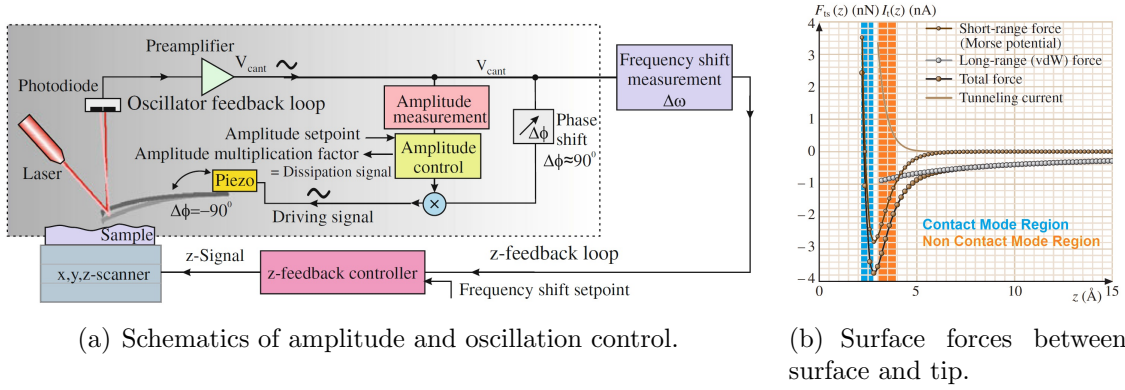 Preamplifier
V_cant
Photodiode
Oscillator feedback loop
Laser
Amplitude setpoint
Amplitude multiplication factor
= Dissipation signal
Piezo
Δϕ=−90⁰
Driving signal
Sample
V_cant
Amplitude
measurement
Amplitude
control
×
Δϕ
Phase
shift
Δϕ≈90⁰
Frequency shift
measurement
Δω
x,y,z-scanner
z-Signal
z-feedback controller
z-feedback loop
Frequency shift setpoint
(a) Schematics of amplitude and oscillation control.
F_ts (z) (nN) I_t(z) (nA)
4
3
2
1
0
−1
−2
−3
−4
Short-range force
(Morse potential)
Long-range (vdW) force
Total force
Tunneling current
Contact Mode Region
Non Contact Mode Region
0
5
10
15
z (Å)
(b) Surface forces between
surface and tip.